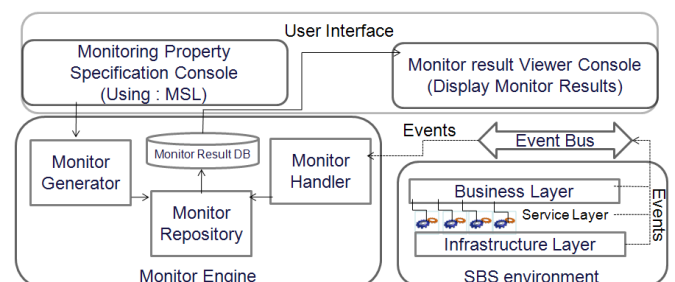 User Interface
Monitoring Property
Specification Console
(Using : MSL)
Monitor result Viewer Console
(Display Monitor Results)
Events
Event Bus
Monitor Result DB
Monitor
Generator
Monitor
Handler
Monitor
Repository
Monitor Engine
Business Layer
Service Layer
Infrastructure Layer
Events
SBS environment